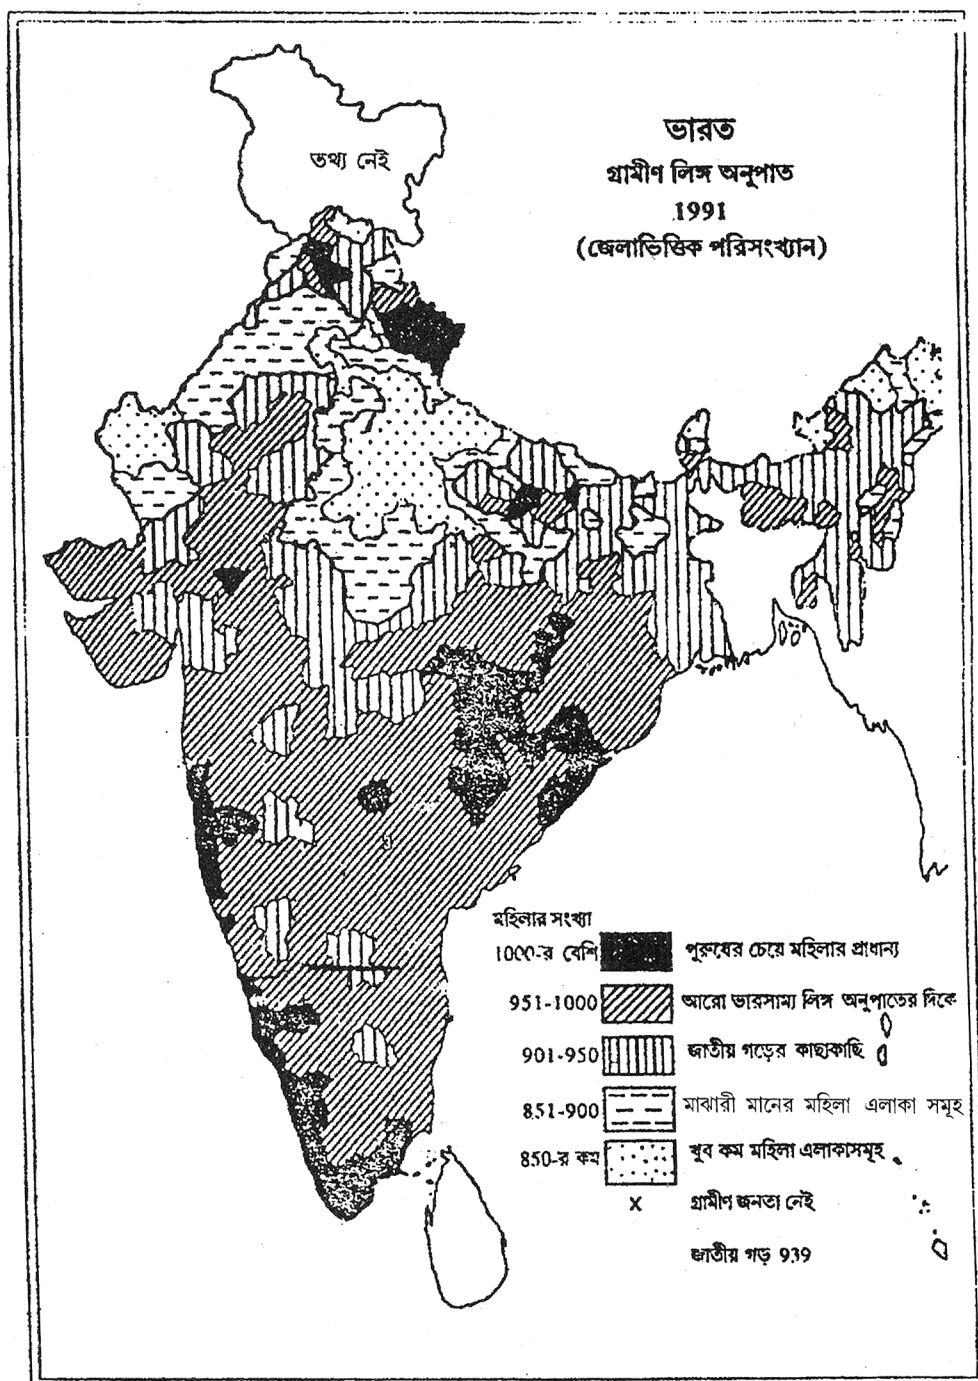 ভারত
গ্রামীণ লিঙ্গ অনুপাত
1991
(জেলাভিত্তিক পরিসংখ্যান)
তথ্য নেই
মহিলার সংখ্যা
1000-র বেশি পুরুষের চেয়ে মহিলার প্রাধান্য
951-1000 আরো ভারসাম্য লিঙ্গ অনুপাতের দিকে
901-950 জাতীয় গড়ের কাছাকাছি
851-900 মাঝারী মানের মহিলা এলাকা সমূহ
850-র কম খুব কম মহিলা এলাকাসমূহ
x গ্রামীণ জনতা নেই
জাতীয় গড় 939